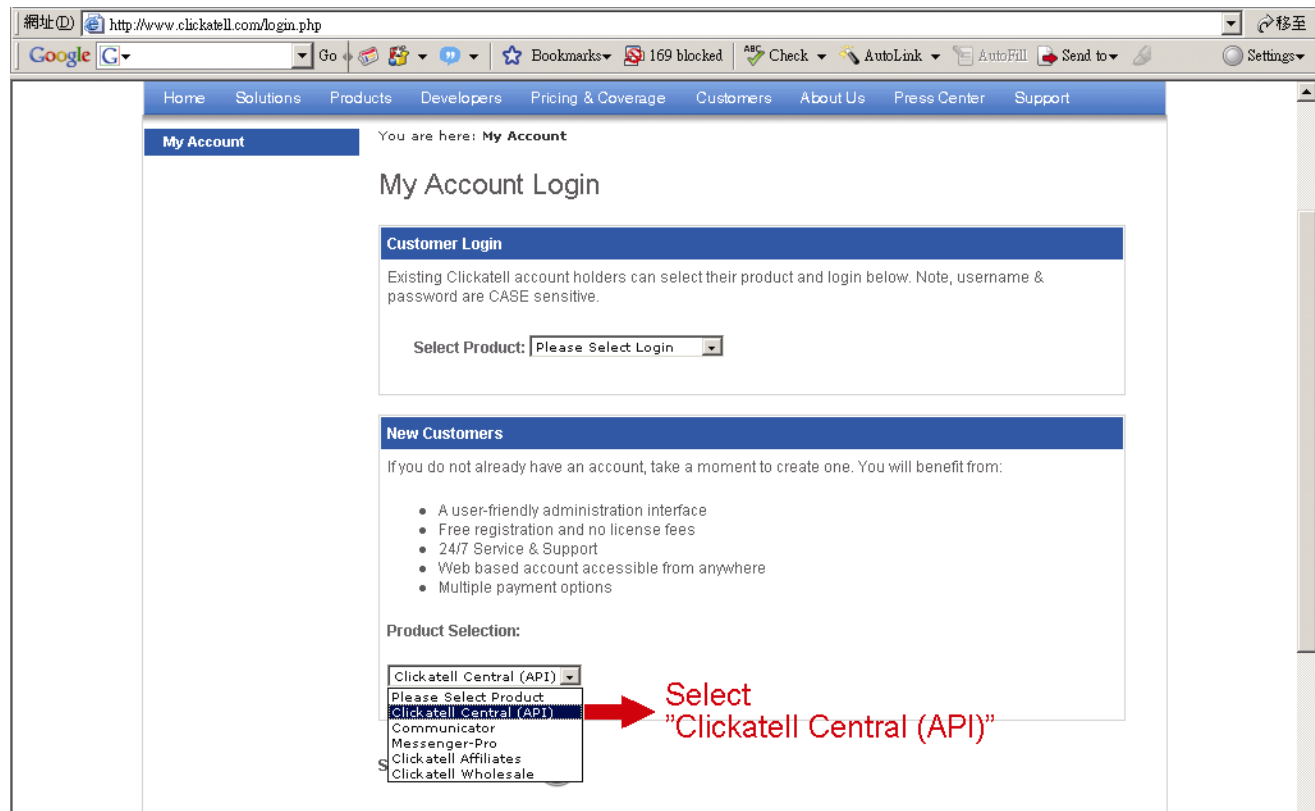 網址(D) http://www.clickatell.com/login.php 移至
Google G Go Bookmarks 169 blocked ABC Check AutoLink AutoFill Send to Settings
Home Solutions Products Developers Pricing & Coverage Customers About Us Press Center Support
My Account
You are here: My Account
My Account Login
Customer Login
Existing Clickatell account holders can select their product and login below. Note, username &
password are CASE sensitive.
Select Product: Please Select Login
New Customers
If you do not already have an account, take a moment to create one. You will benefit from:
• A user-friendly administration interface
• Free registration and no license fees
• 24/7 Service & Support
• Web based account accessible from anywhere
• Multiple payment options
Product Selection:
Clickatell Central (API)
Please Select Product
Clickatell Central (API)
Communicator
Messenger-Pro
Clickatell Affiliates
Clickatell Wholesale
Select
"Clickatell Central (API)"